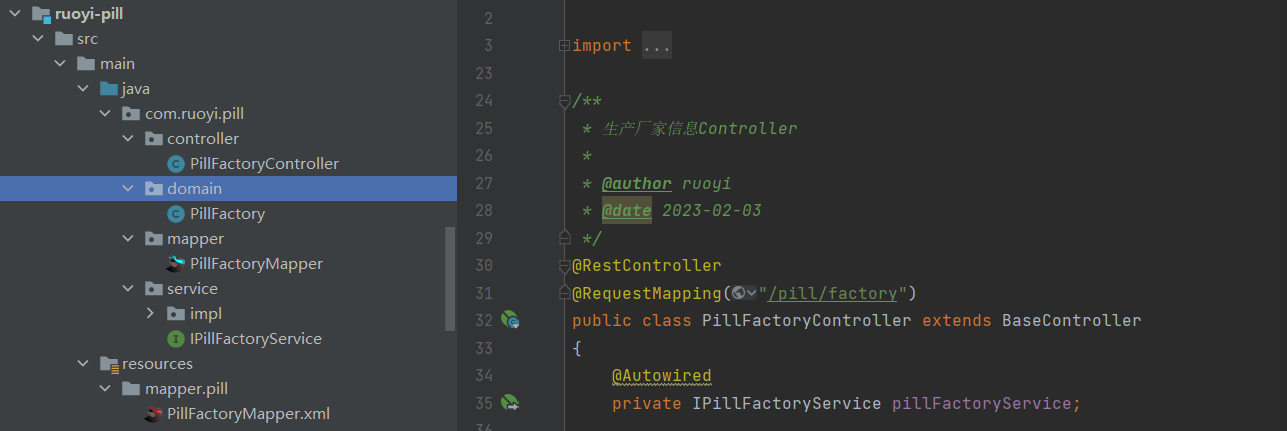 ruoyi-pill
src
main
java
com.ruoyi.pill
controller
PillFactoryController
domain
PillFactory
mapper
PillFactoryMapper
service
impl
IPillFactoryService
resources
mapper.pill
PillFactoryMapper.xml
2
3 import ...
23
24 /**
25 * 生产厂家信息Controller
26 *
27 * @author ruoyi
28 * @date 2023-02-03
29 */
30 @RestController
31 @RequestMapping("/pill/factory")
32 public class PillFactoryController extends BaseController
33 {
34 @Autowired
35 private IPillFactoryService pillFactoryService;